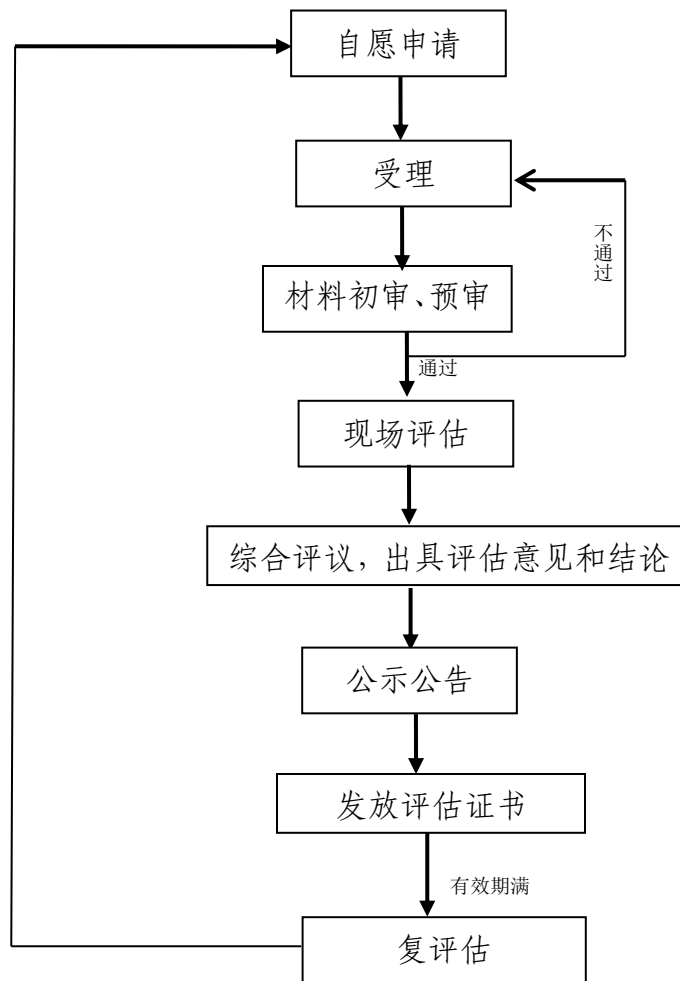 自愿申请
受理
不通过
材料初审、预审
通过
现场评估
综合评议，出具评估意见和结论
公示公告
发放评估证书
有效期满
复评估